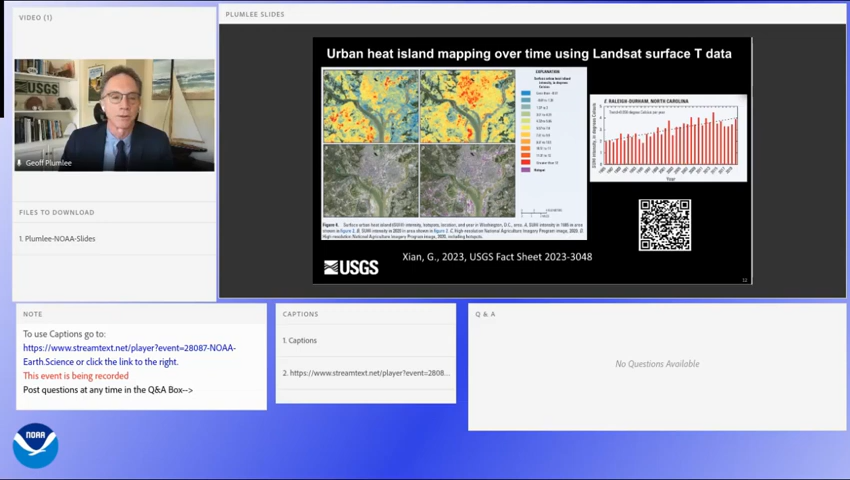 VIDEO (1)
USGS
Geoff Plumlee
FILES TO DOWNLOAD
1. Plumlee-NOAA-Slides
PLUMLEE SLIDES
Urban heat island mapping over time using Landsat surface T data
EXPLANATION
E. RALEIGH-DURHAM, NORTH CAROLINA
Year
USGS
Xian, G., 2023, USGS Fact Sheet 2023-3048
NOTE
To use Captions go to:
https://www.streamtext.net/player?event=28087-NOAA-
Earth.Science or click the link to the right.
This event is being recorded
Post questions at any time in the Q&A Box-->
CAPTIONS
1. Captions
2. https://www.streamtext.net/player?event=2808...
Q & A
No Questions Available
NOAA